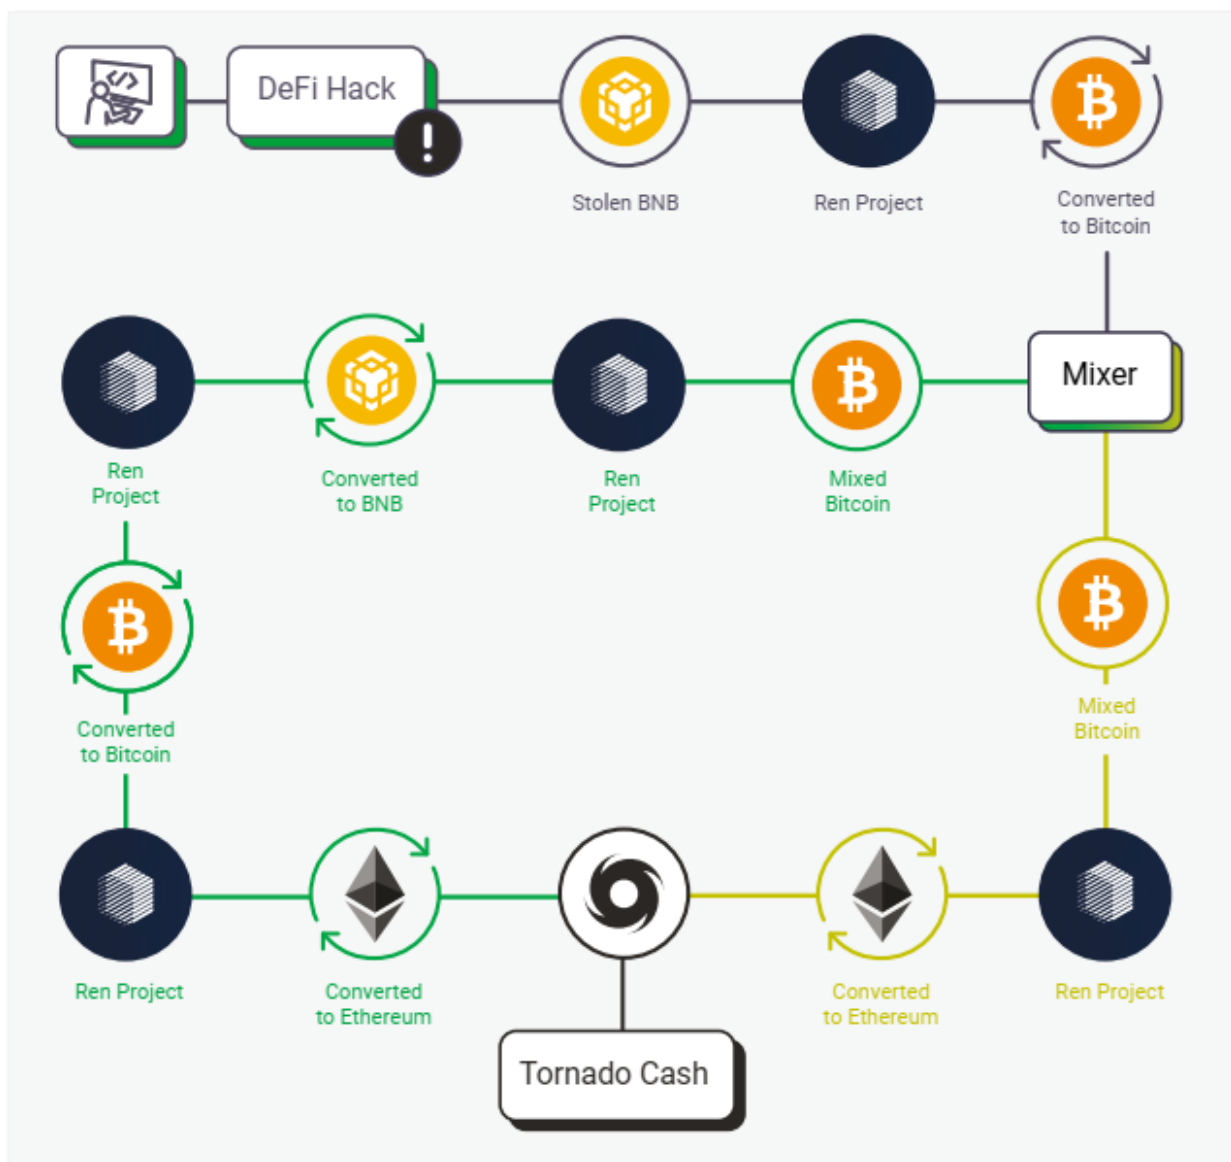 DeFi Hack
Stolen BNB
Ren Project
Converted
to Bitcoin
Mixer
Ren
Project
Converted
to BNB
Ren
Project
Mixed
Bitcoin
Converted
to Bitcoin
Mixed
Bitcoin
Ren Project
Converted
to Ethereum
Converted
to Ethereum
Ren Project
Tornado Cash